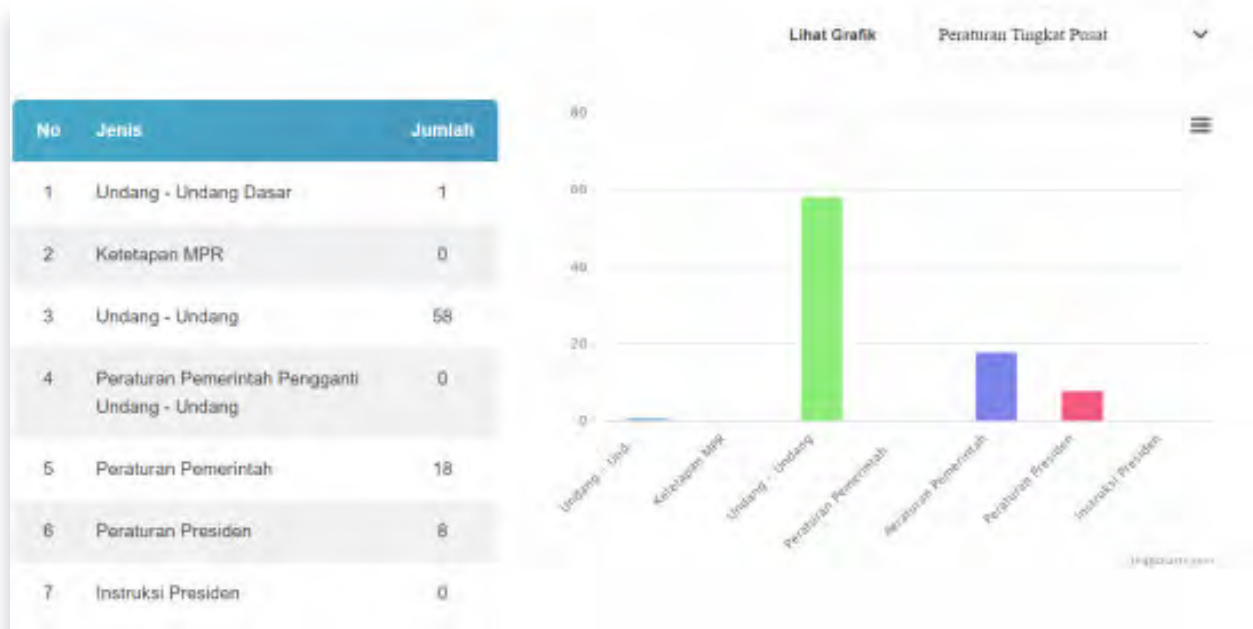 Lihat Grafik Peraturan Tingkat Pusat
No Jenis Jumlah
1 Undang - Undang Dasar 1
2 Ketetapan MPR 0
3 Undang - Undang 58
4 Peraturan Pemerintah Pengganti 0
Undang - Undang
5 Peraturan Pemerintah 18
6 Peraturan Presiden 8
7 Instruksi Presiden 0
80
60
40
20
0
Undang - Und.
Ketetapan MPR
Undang - Undang
Peraturan Pemerintah
Peraturan Pemerintah
Peraturan Presiden
Instruksi Presiden